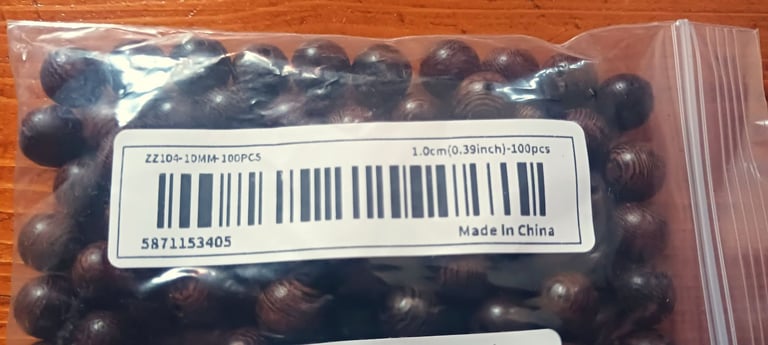 ZZ104-10MM-100PCS
1.0cm(0.39inch)-100pcs
5871153405
Made In China